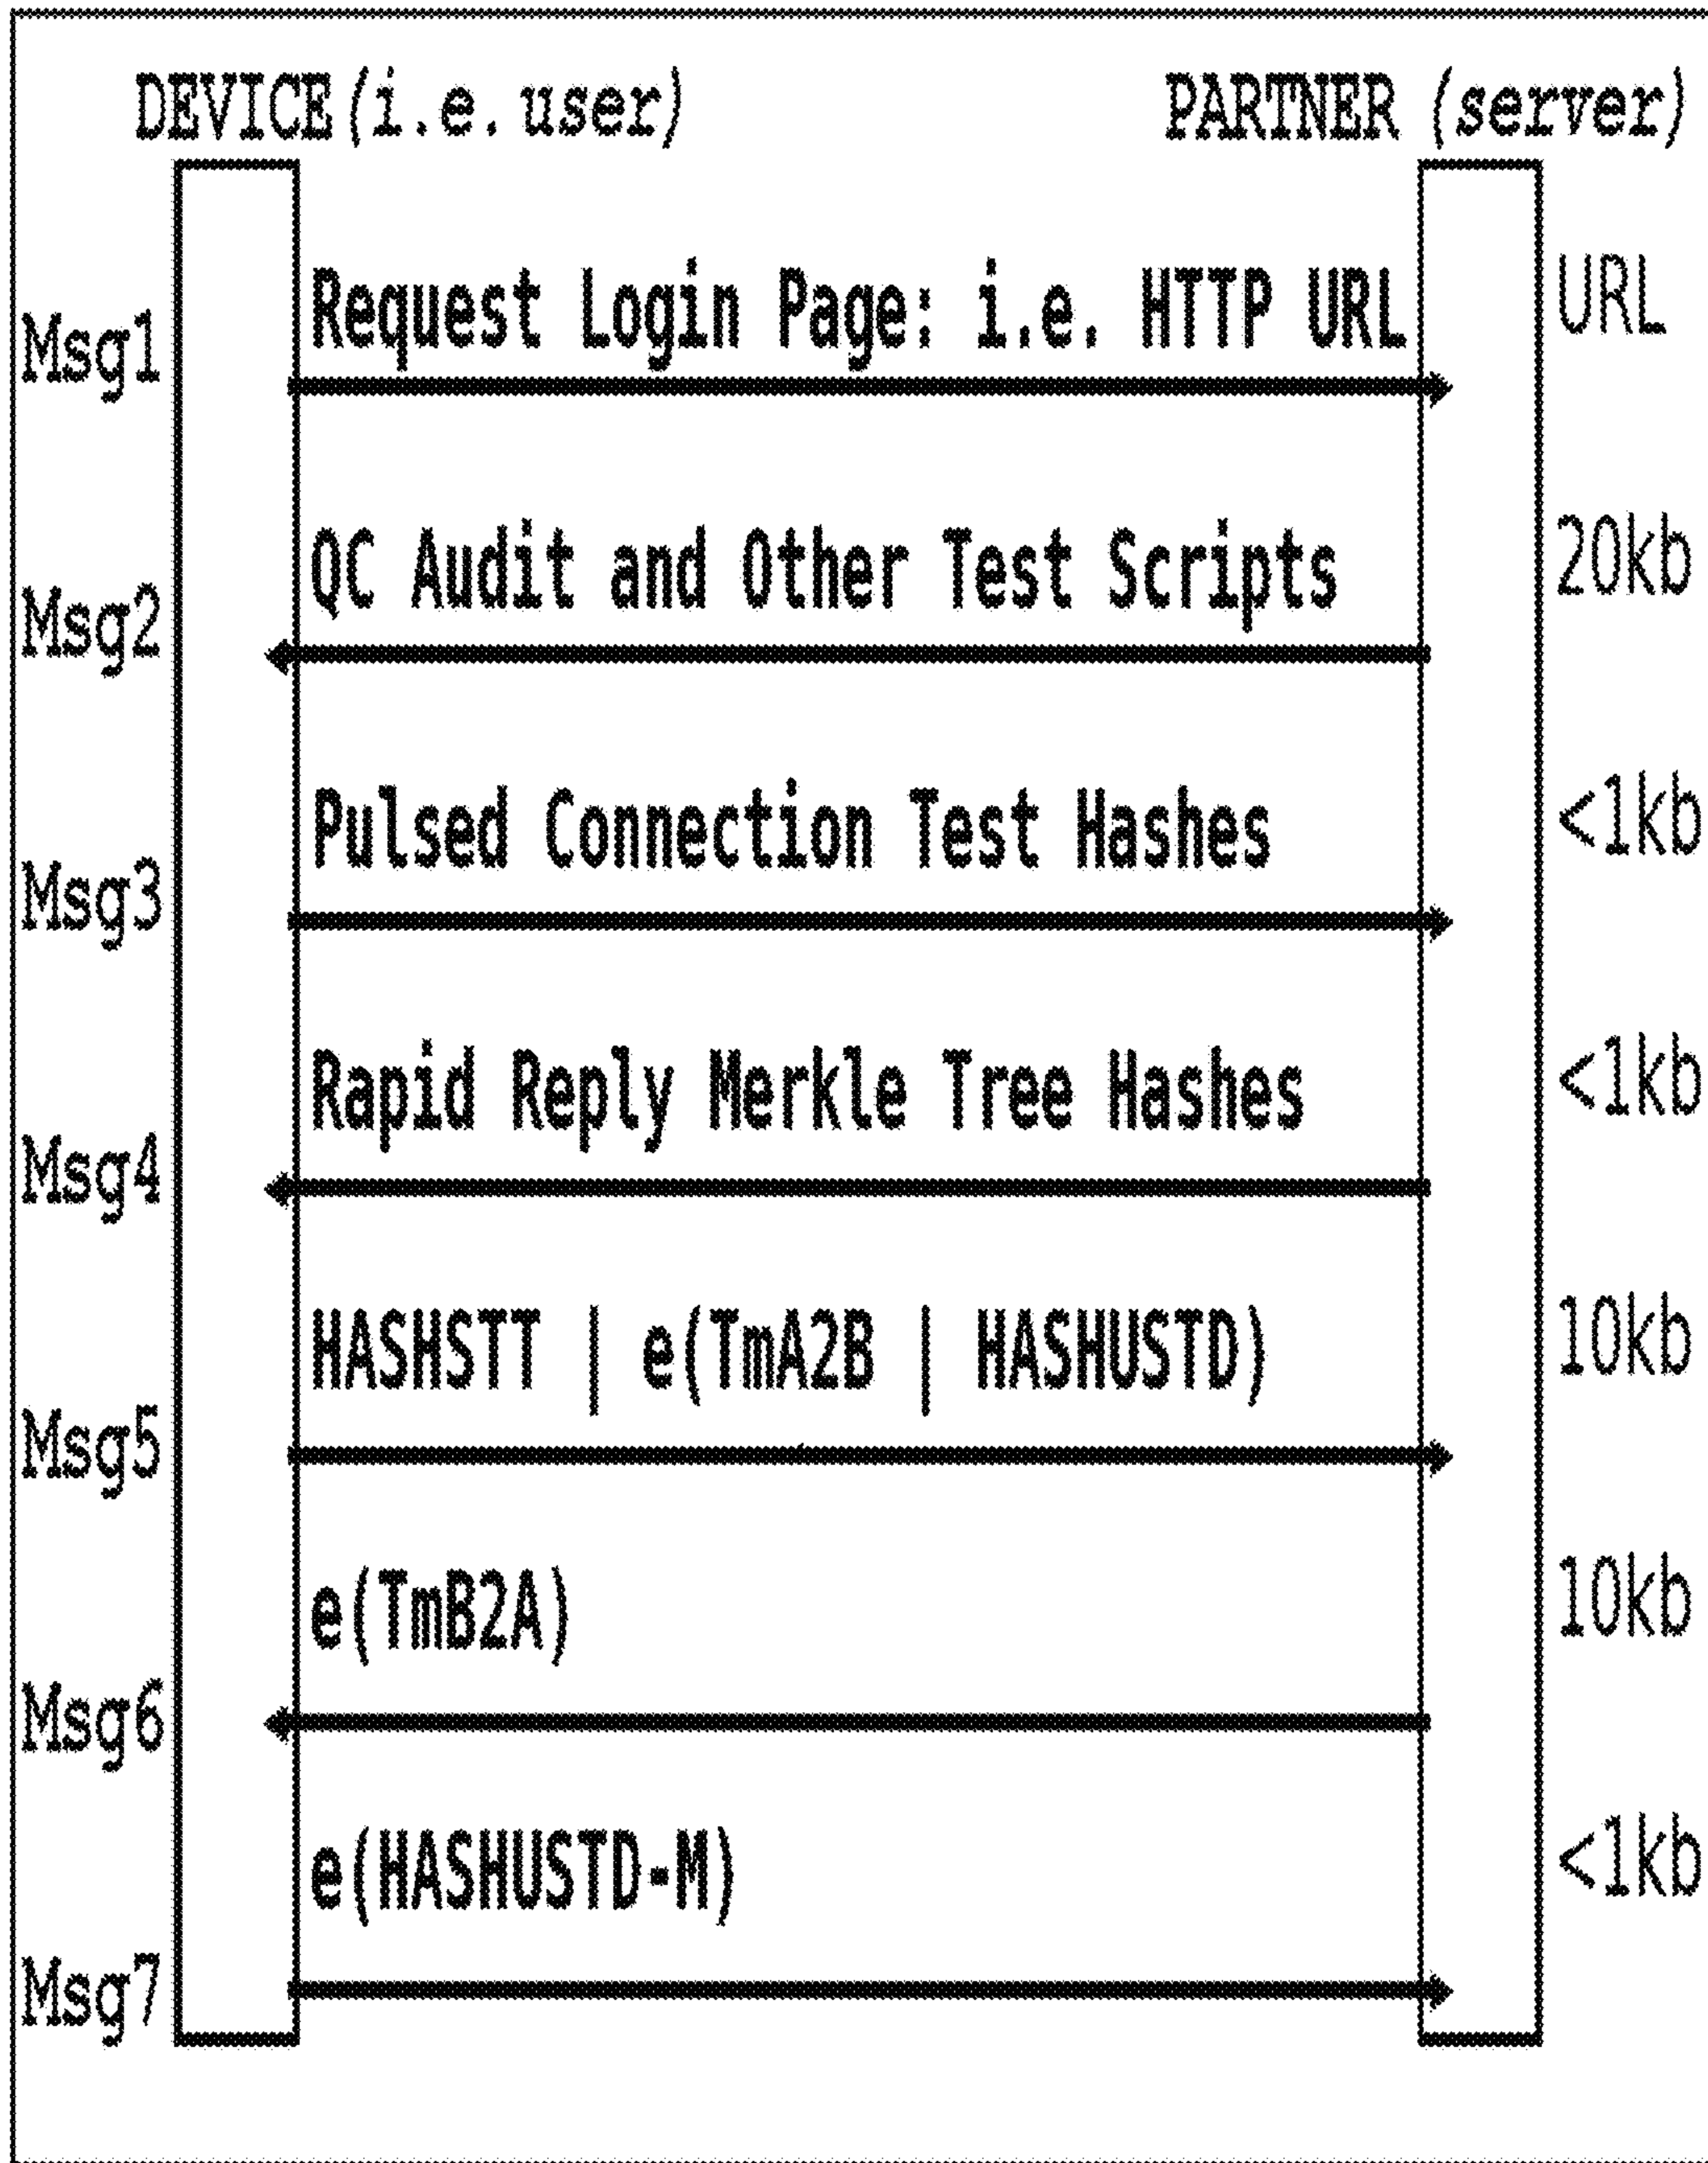 DEVICE (i.e. user) PARTNER (server)
Request Login Page: i.e. HTTP URL URL
Msg1
QC Audit and Other Test Scripts 20kb
Msg2
Pulsed Connection Test Hashes <1kb
Msg3
Rapid Reply Merkle Tree Hashes <1kb
Msg4
HASHSTT | e(TmA2B | HASHUSTD) 10kb
Msg5
e(TmB2A) 10kb
Msg6
e(HASHUSTD-M) <1kb
Msg7